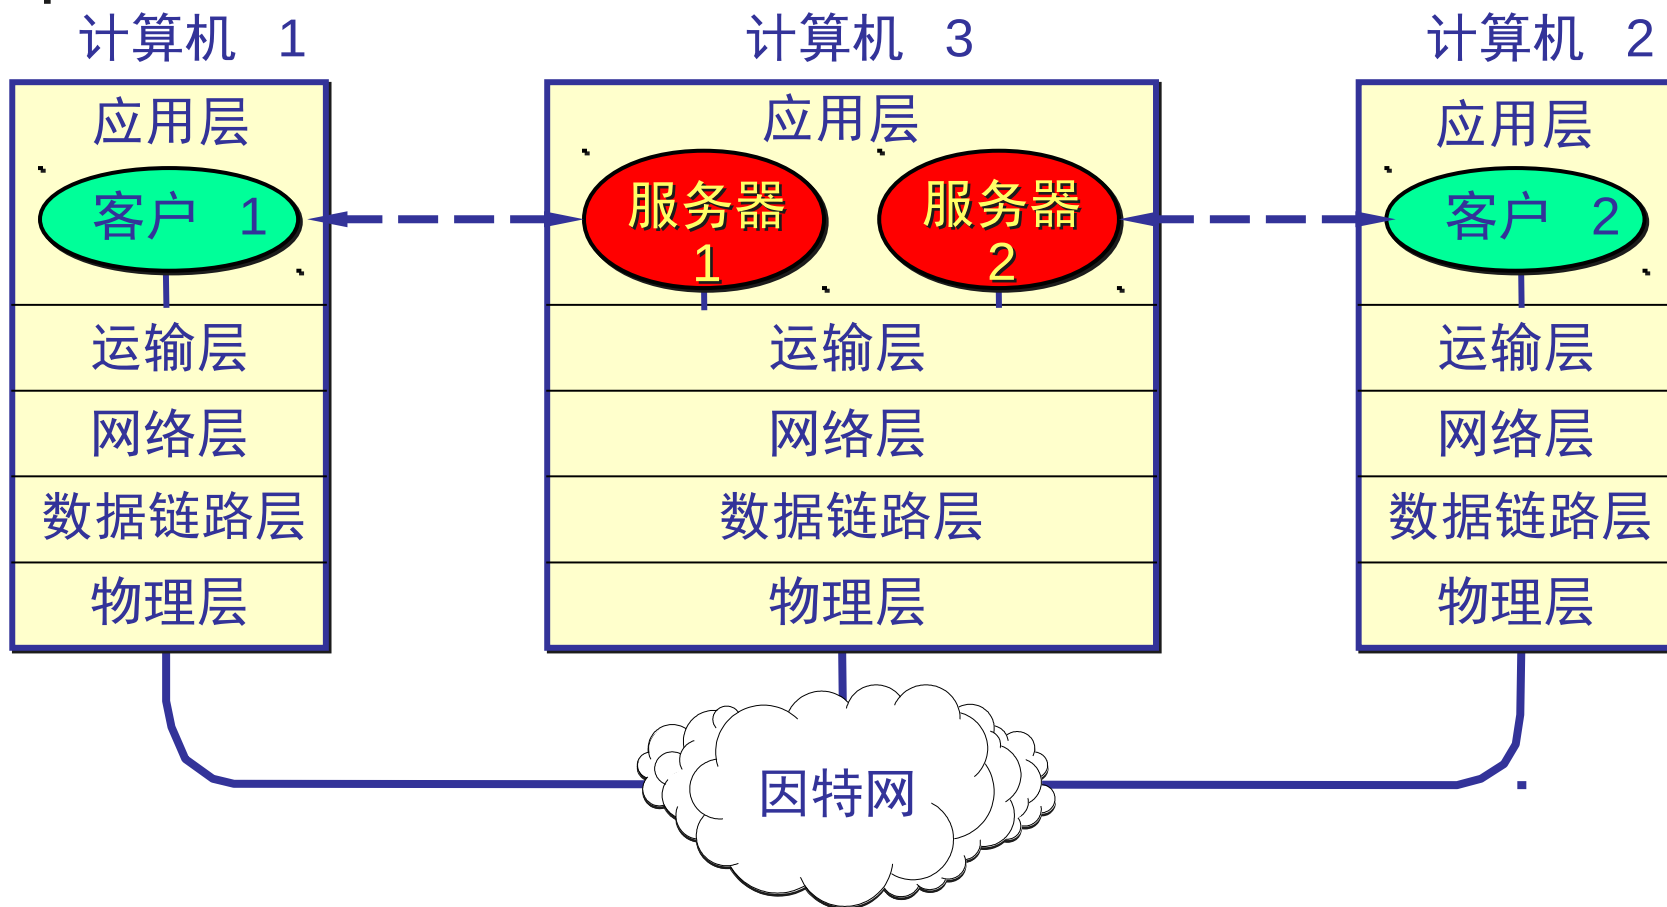 计算机 1
计算机 3
计算机 2
应用层
应用层
应用层
客户 1
服务器
1
服务器
2
客户 2
运输层
运输层
运输层
网络层
网络层
网络层
数据链路层
数据链路层
数据链路层
物理层
物理层
物理层
因特网